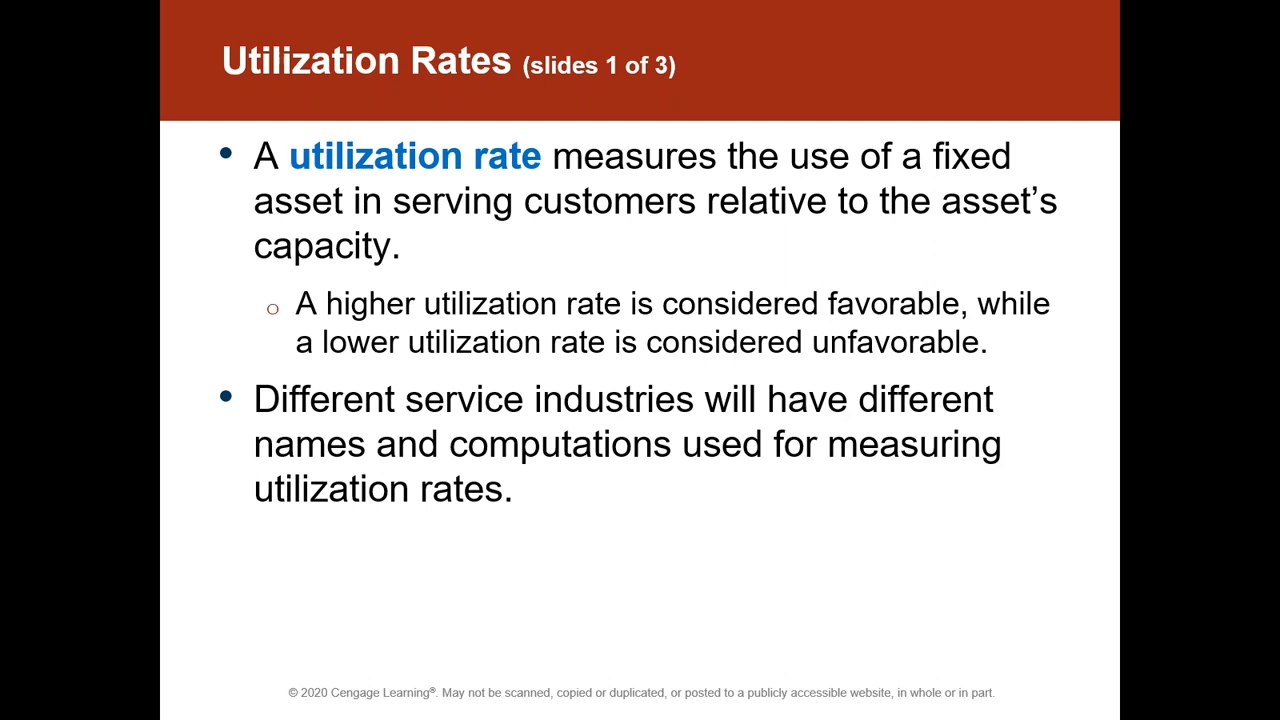 Utilization Rates (slides 1 of 3)
• A utilization rate measures the use of a fixed
asset in serving customers relative to the asset’s
capacity.
o A higher utilization rate is considered favorable, while
a lower utilization rate is considered unfavorable.
• Different service industries will have different
names and computations used for measuring
utilization rates.
© 2020 Cengage Learning®. May not be scanned, copied or duplicated, or posted to a publicly accessible website, in whole or in part.